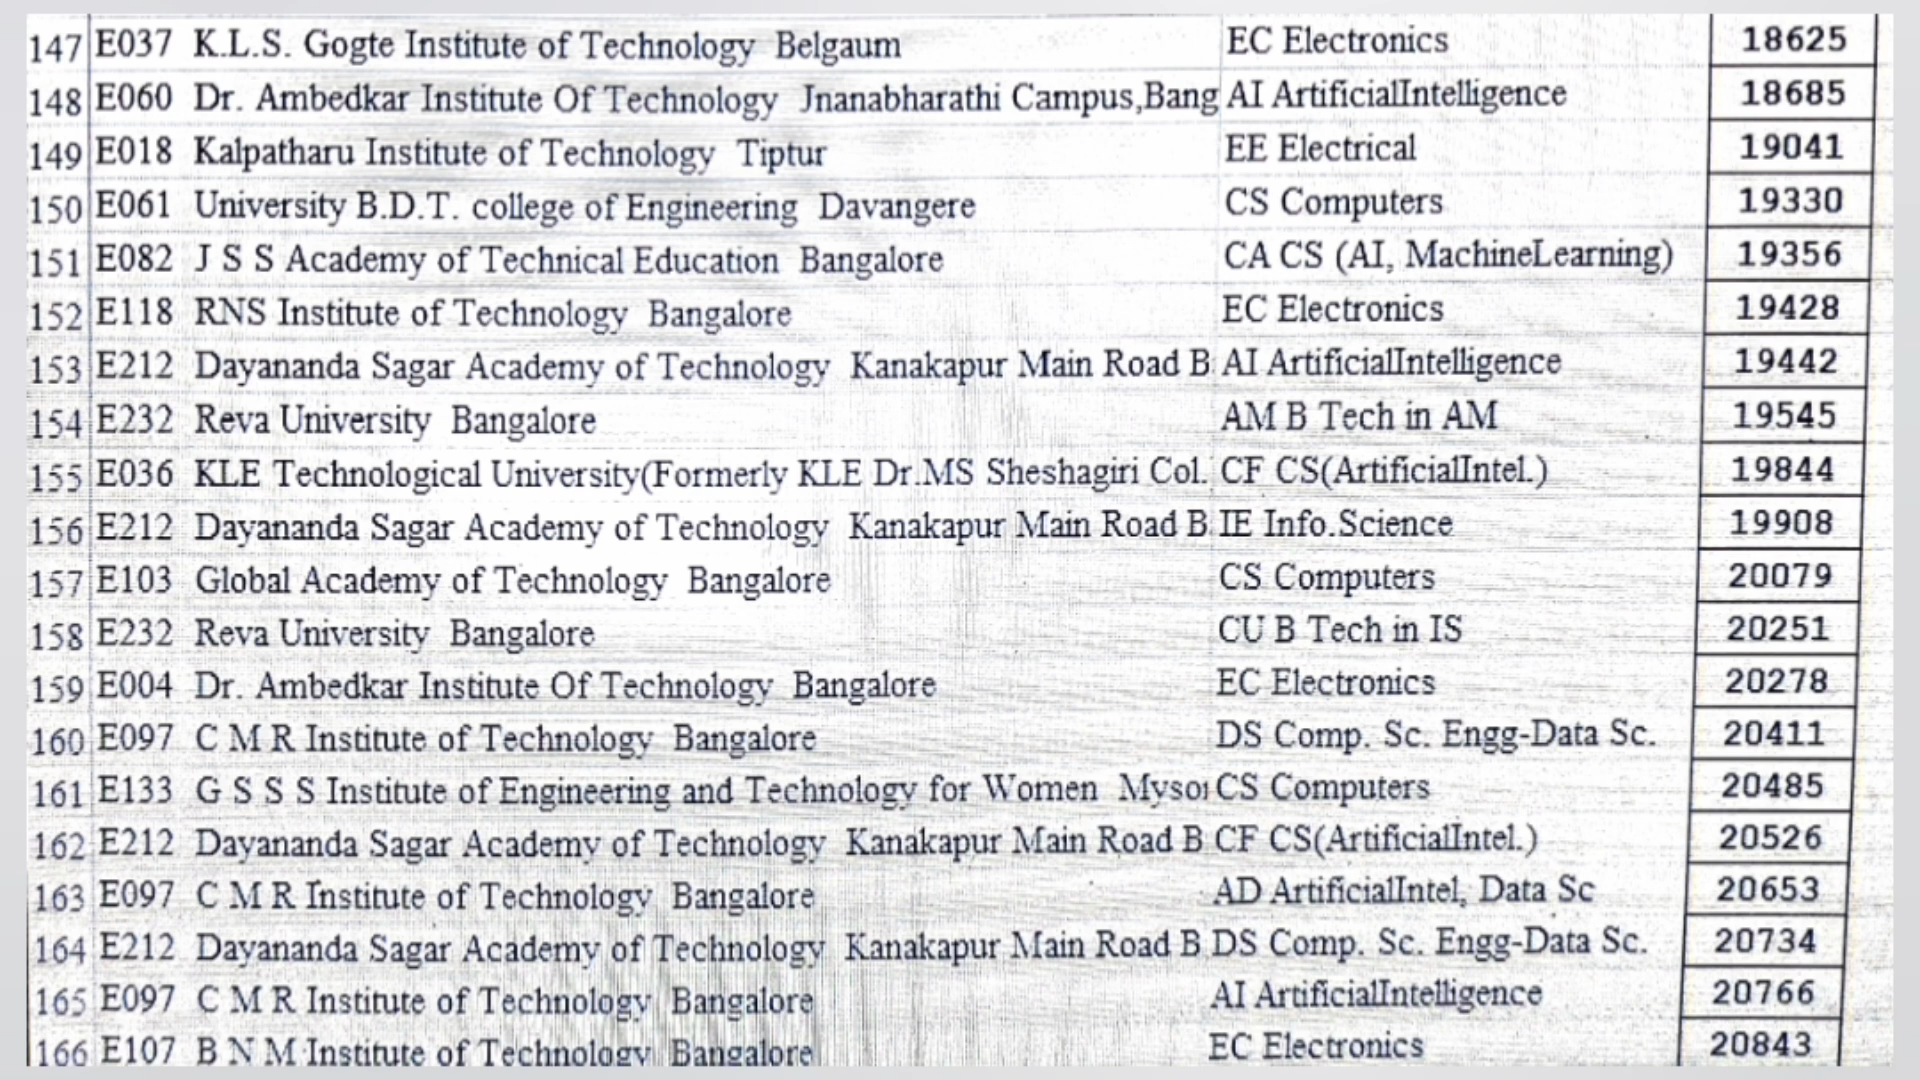 147 E037 K.L.S. Gogte Institute of Technology Belgaum EC Electronics 18625
148 E060 Dr. Ambedkar Institute Of Technology Jnanabharathi Campus,Bang AI ArtificialIntelligence 18685
149 E018 Kalpatharu Institute of Technology Tiptur EE Electrical 19041
150 E061 University B.D.T. college of Engineering Davangere CS Computers 19330
151 E082 J S S Academy of Technical Education Bangalore CA CS (AI, MachineLearning) 19356
152 E118 RNS Institute of Technology Bangalore EC Electronics 19428
153 E212 Dayananda Sagar Academy of Technology Kanakapur Main Road B AI ArtificialIntelligence 19442
154 E232 Reva University Bangalore AM B Tech in AM 19545
155 E036 KLE Technological University(Formerly KLE Dr.MS Sheshagiri Col. CF CS(ArtificialIntel.) 19844
156 E212 Dayananda Sagar Academy of Technology Kanakapur Main Road B IE Info.Science 19908
157 E103 Global Academy of Technology Bangalore CS Computers 20079
158 E232 Reva University Bangalore CU B Tech in IS 20251
159 E004 Dr. Ambedkar Institute Of Technology Bangalore EC Electronics 20278
160 E097 C M R Institute of Technology Bangalore DS Comp. Sc. Engg-Data Sc. 20411
161 E133 G S S S Institute of Engineering and Technology for Women Mysor CS Computers 20485
162 E212 Dayananda Sagar Academy of Technology Kanakapur Main Road B CF CS(ArtificialIntel.) 20526
163 E097 C M R Institute of Technology Bangalore AD ArtificialIntel, Data Sc 20653
164 E212 Dayananda Sagar Academy of Technology Kanakapur Main Road B DS Comp. Sc. Engg-Data Sc. 20734
165 E097 C M R Institute of Technology Bangalore AI ArtificialIntelligence 20766
166 E107 B N M Institute of Technology Bangalore EC Electronics 20843